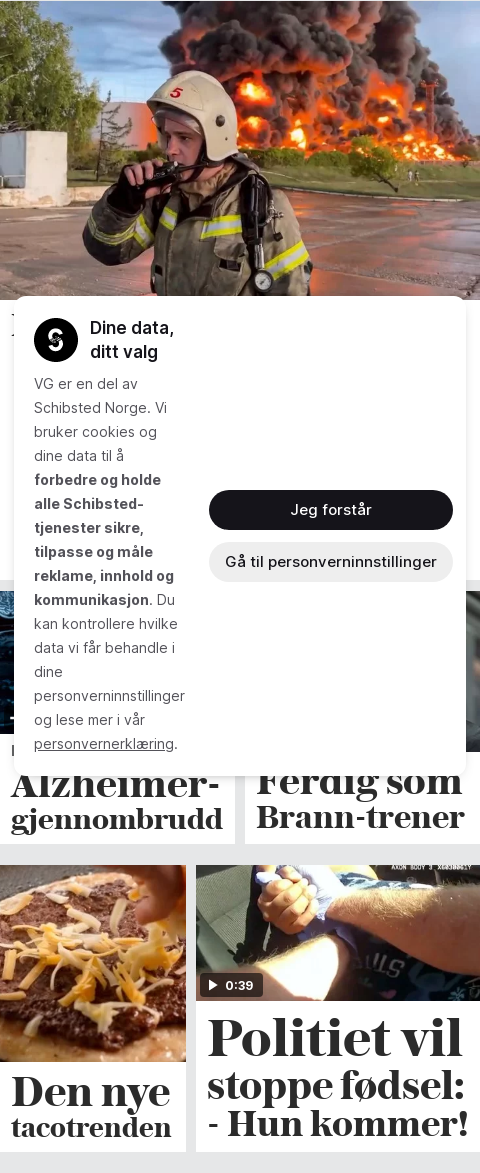 5
Dine data,
ditt valg
VG er en del av
Schibsted Norge. Vi
bruker cookies og
dine data til å
forbedre og holde
alle Schibsted-
tjenester sikre,
tilpasse og måle
reklame, innhold og
kommunikasjon. Du
kan kontrollere hvilke
data vi får behandle i
dine
personverninnstillinger
og lese mer i vår
personvernerklæring.
Jeg forstår
Gå til personverninnstillinger
Alzheimer-
gjennombrudd
Ferdig som
Brann-trener
AXON BODY 3
0:39
Den nye
tacotrenden
Politiet vil
stoppe fødsel:
- Hun kommer!